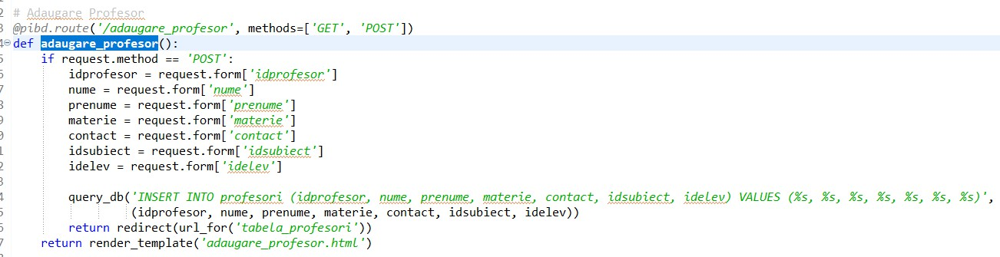 # Adaugare Profesor
@pibd.route('/adaugare_profesor', methods=['GET', 'POST'])
def adaugare_profesor():
    if request.method == 'POST':
        idprofesor = request.form['idprofesor']
        nume = request.form['nume']
        prenume = request.form['prenume']
        materie = request.form['materie']
        contact = request.form['contact']
        idsubiect = request.form['idsubiect']
        idelev = request.form['idelev']

        query_db('INSERT INTO profesori (idprofesor, nume, prenume, materie, contact, idsubiect, idelev) VALUES (%s, %s, %s, %s, %s, %s, %s)',
                 (idprofesor, nume, prenume, materie, contact, idsubiect, idelev))
        return redirect(url_for('tabela_profesori'))
    return render_template('adaugare_profesor.html')